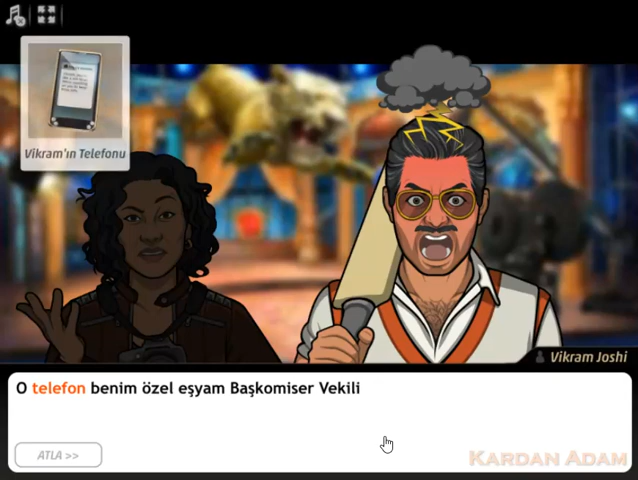 Vikram'ın Telefonu
Vikram Joshi
O telefon benim özel eşyam Başkomiser Vekili
ATLA >>
KARDAN ADAM